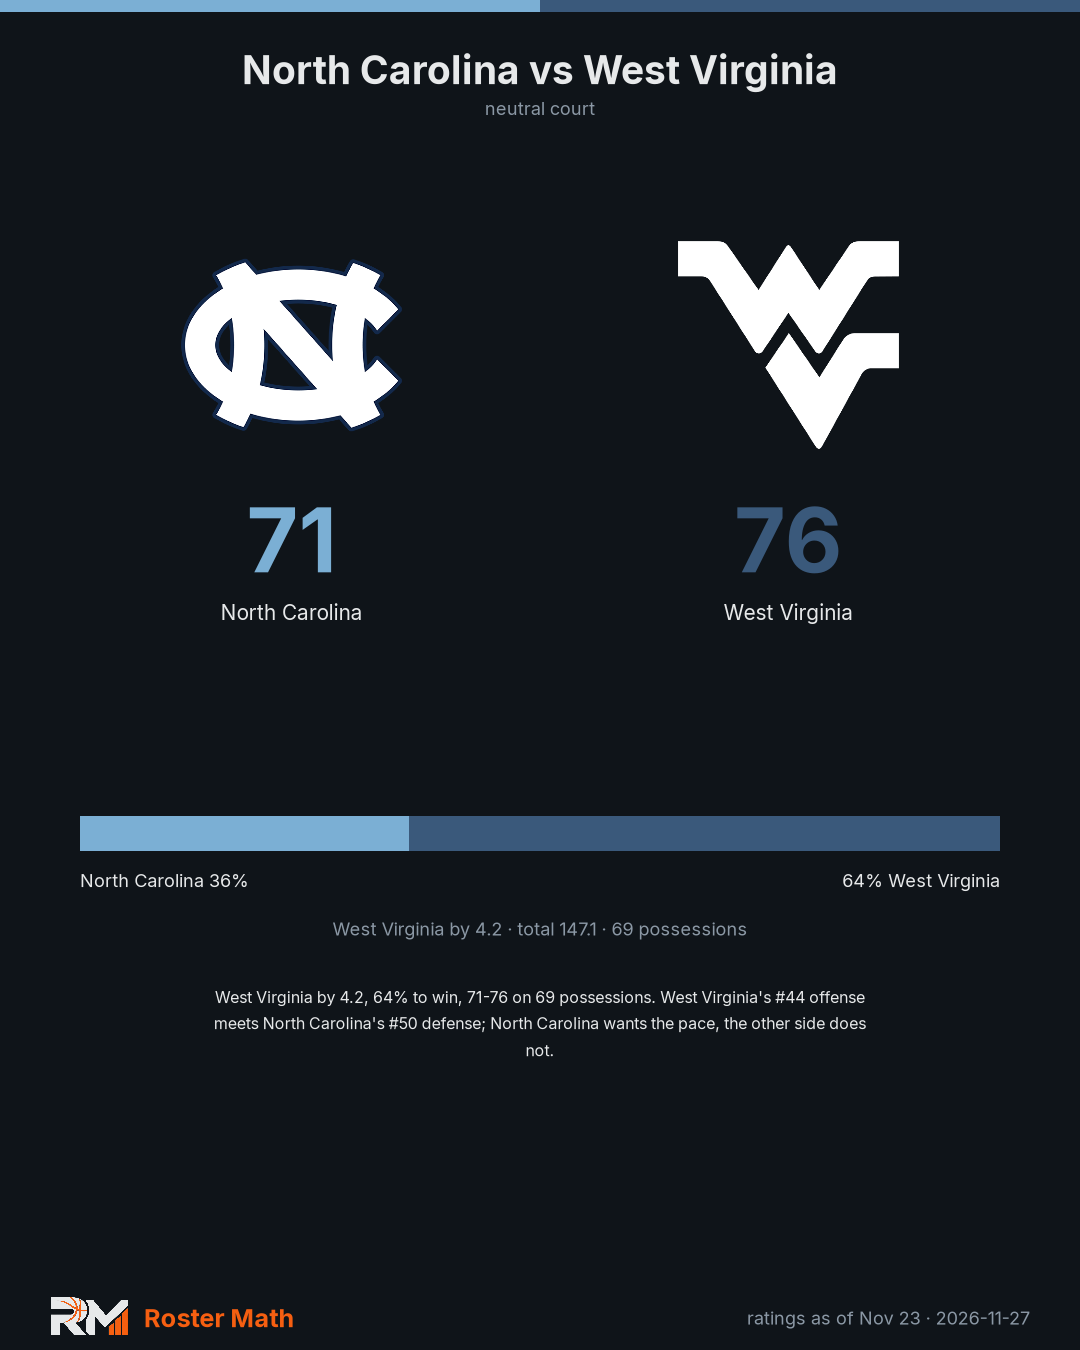 North Carolina vs West Virginia
neutral court
71
76
North Carolina
West Virginia
North Carolina 36%
64% West Virginia
West Virginia by 4.2 · total 147.1 · 69 possessions
West Virginia by 4.2, 64% to win, 71-76 on 69 possessions. West Virginia's #44 offense
meets North Carolina's #50 defense; North Carolina wants the pace, the other side does
not.
RM Roster Math
ratings as of Nov 23 · 2026-11-27